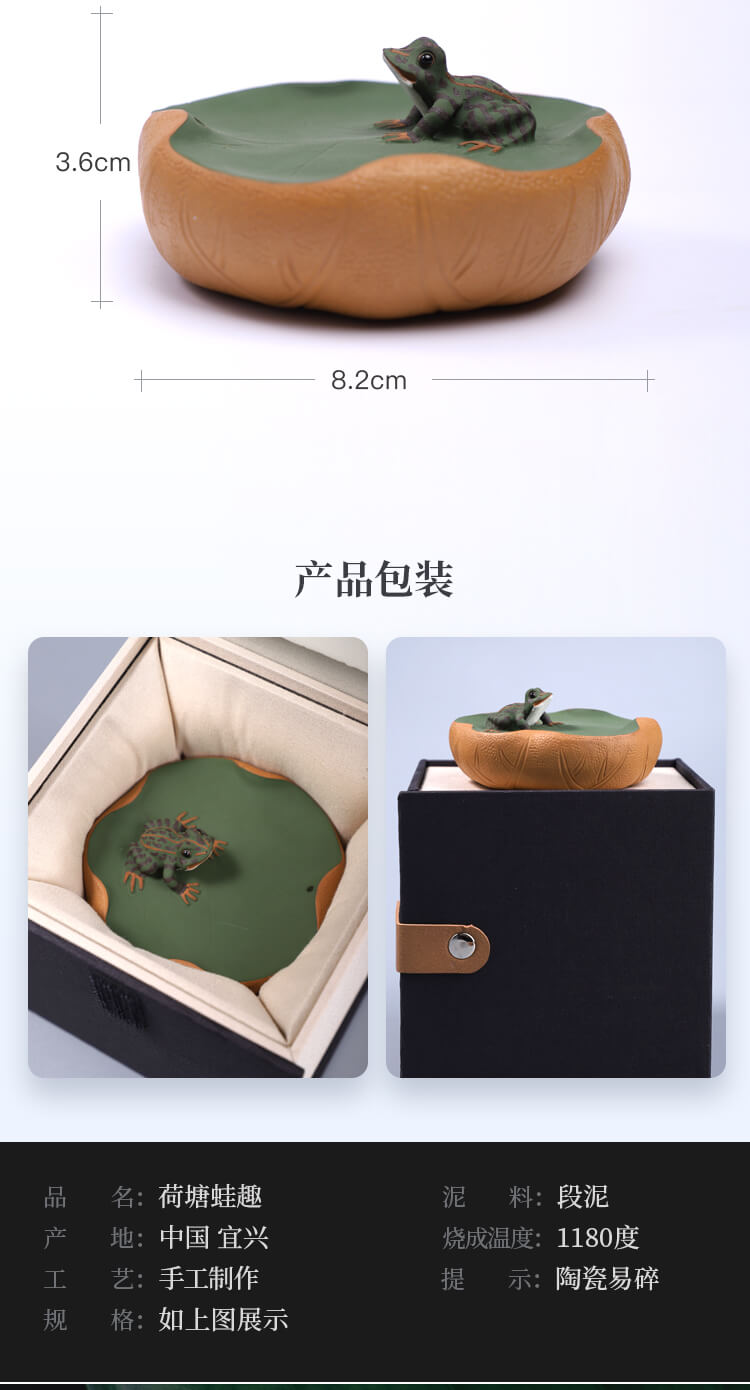 3.6cm
8.2cm
产品包装
品 名：荷塘蛙趣
泥 料：段泥
产 地：中国 宜兴
烧成温度：1180度
工 艺：手工制作
提 示：陶瓷易碎
规 格：如上图展示